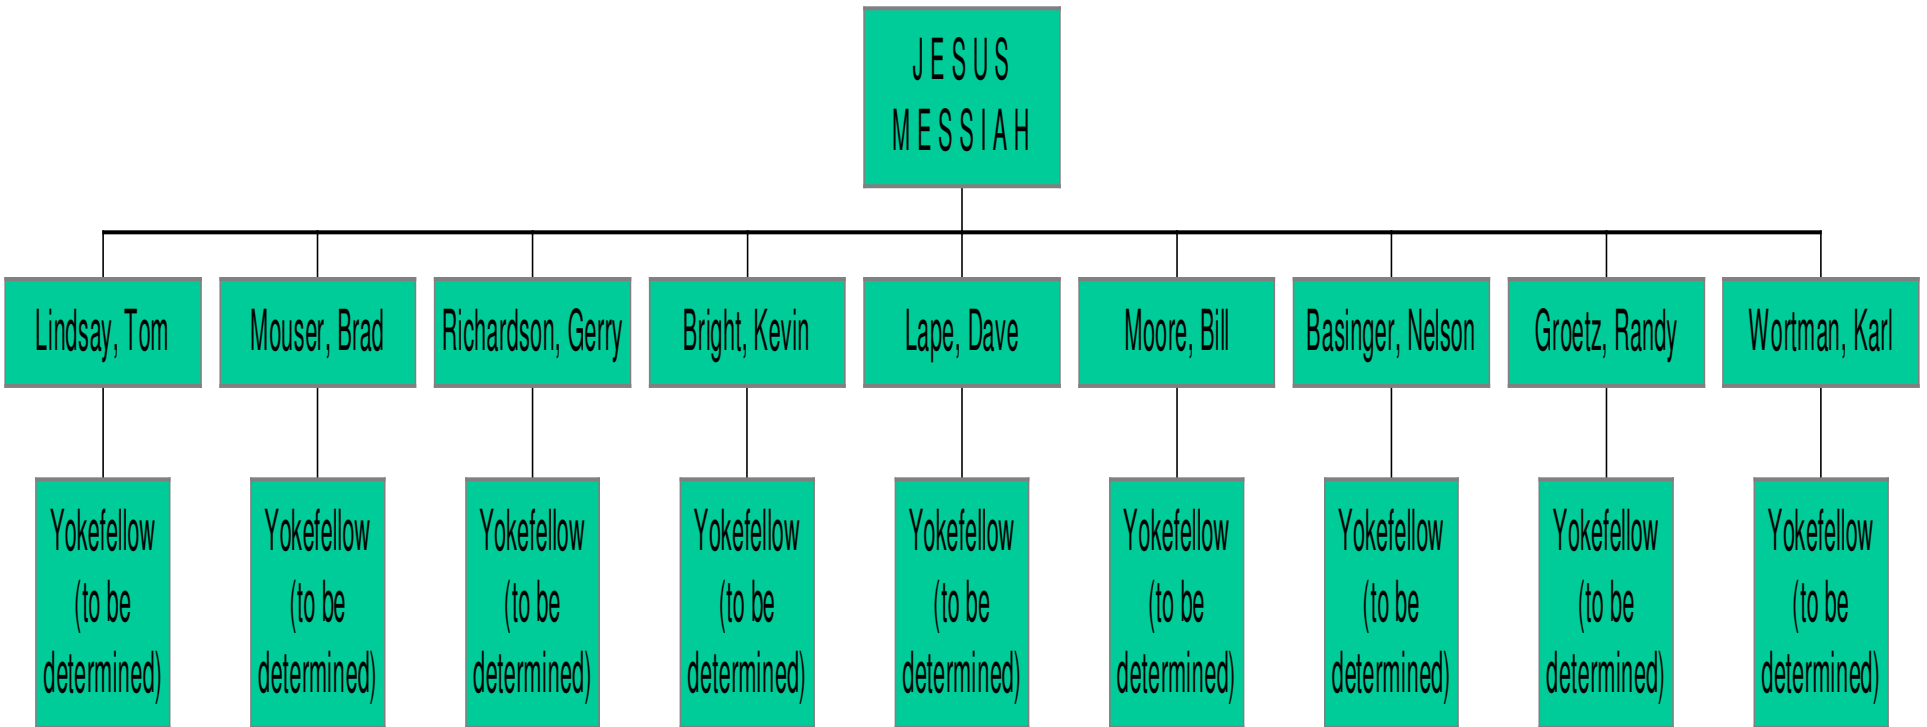 JESUS
MESSIAH
Lindsay, Tom
Mouser, Brad
Richardson, Gerry
Bright, Kevin
Lape, Dave
Moore, Bill
Basinger, Nelson
Groetz, Randy
Wortman, Karl
Yokefellow
(to be
determined)
Yokefellow
(to be
determined)
Yokefellow
(to be
determined)
Yokefellow
(to be
determined)
Yokefellow
(to be
determined)
Yokefellow
(to be
determined)
Yokefellow
(to be
determined)
Yokefellow
(to be
determined)
Yokefellow
(to be
determined)